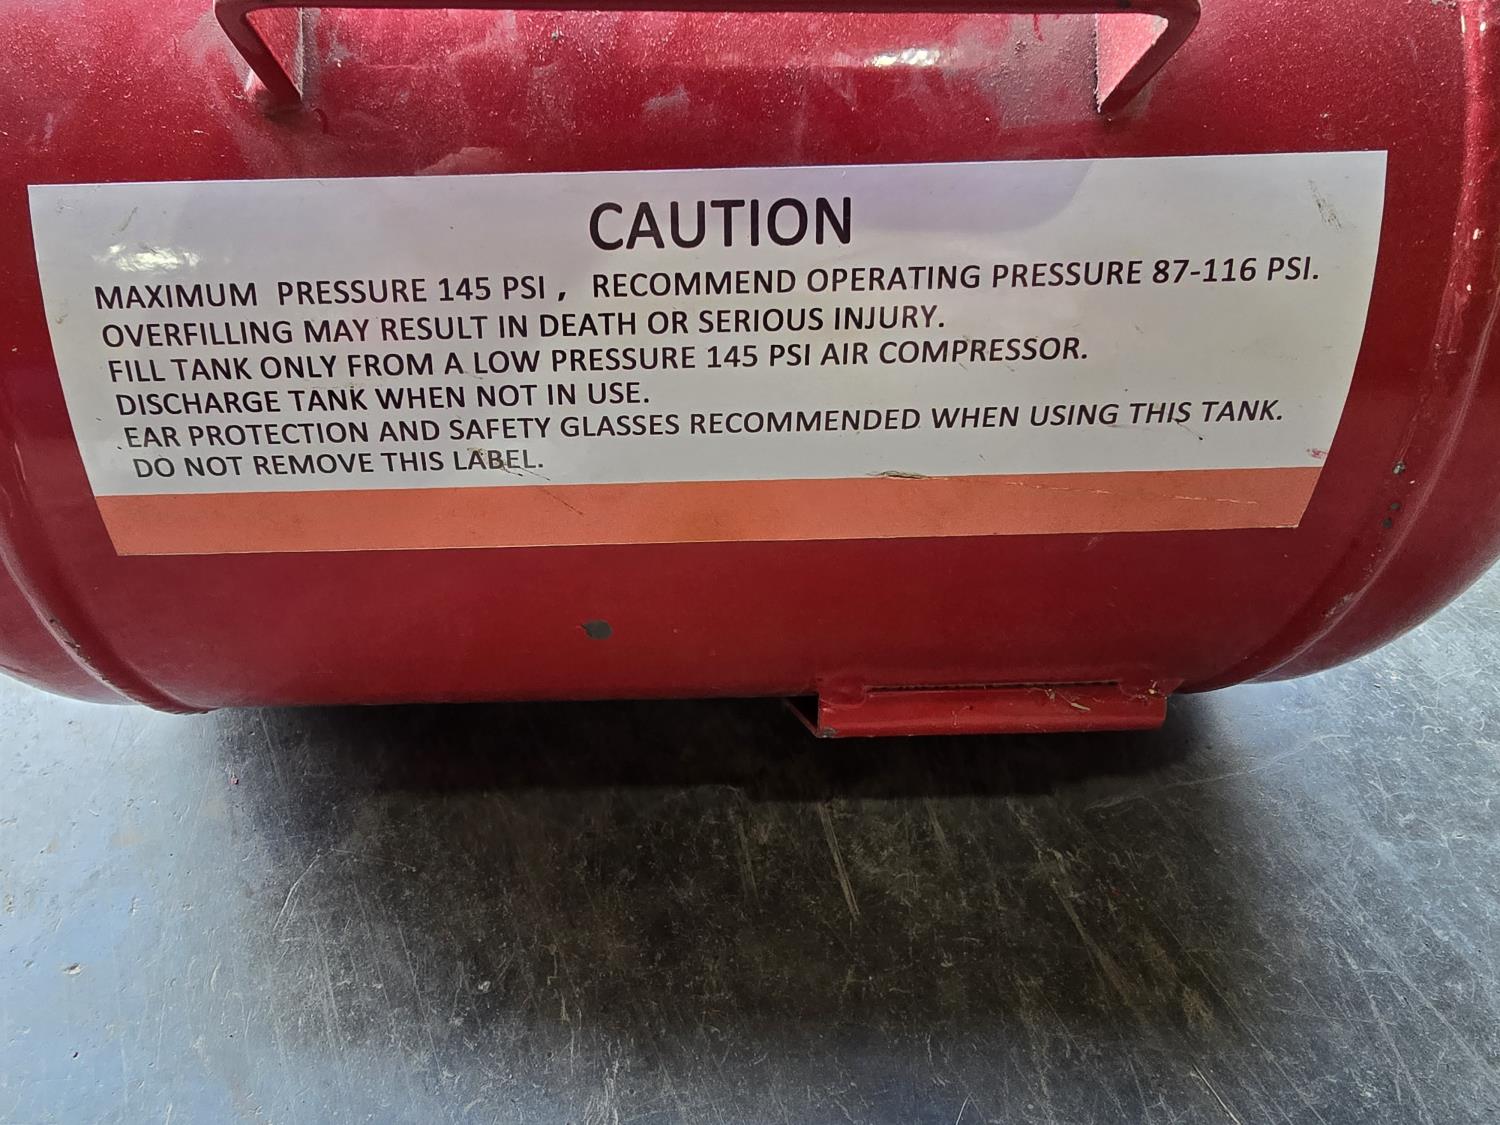 CAUTION
MAXIMUM PRESSURE 145 PSI , RECOMMEND OPERATING PRESSURE 87-116 PSI.
OVERFILLING MAY RESULT IN DEATH OR SERIOUS INJURY.
FILL TANK ONLY FROM A LOW PRESSURE 145 PSI AIR COMPRESSOR.
DISCHARGE TANK WHEN NOT IN USE.
EAR PROTECTION AND SAFETY GLASSES RECOMMENDED WHEN USING THIS TANK.
DO NOT REMOVE THIS LABEL.